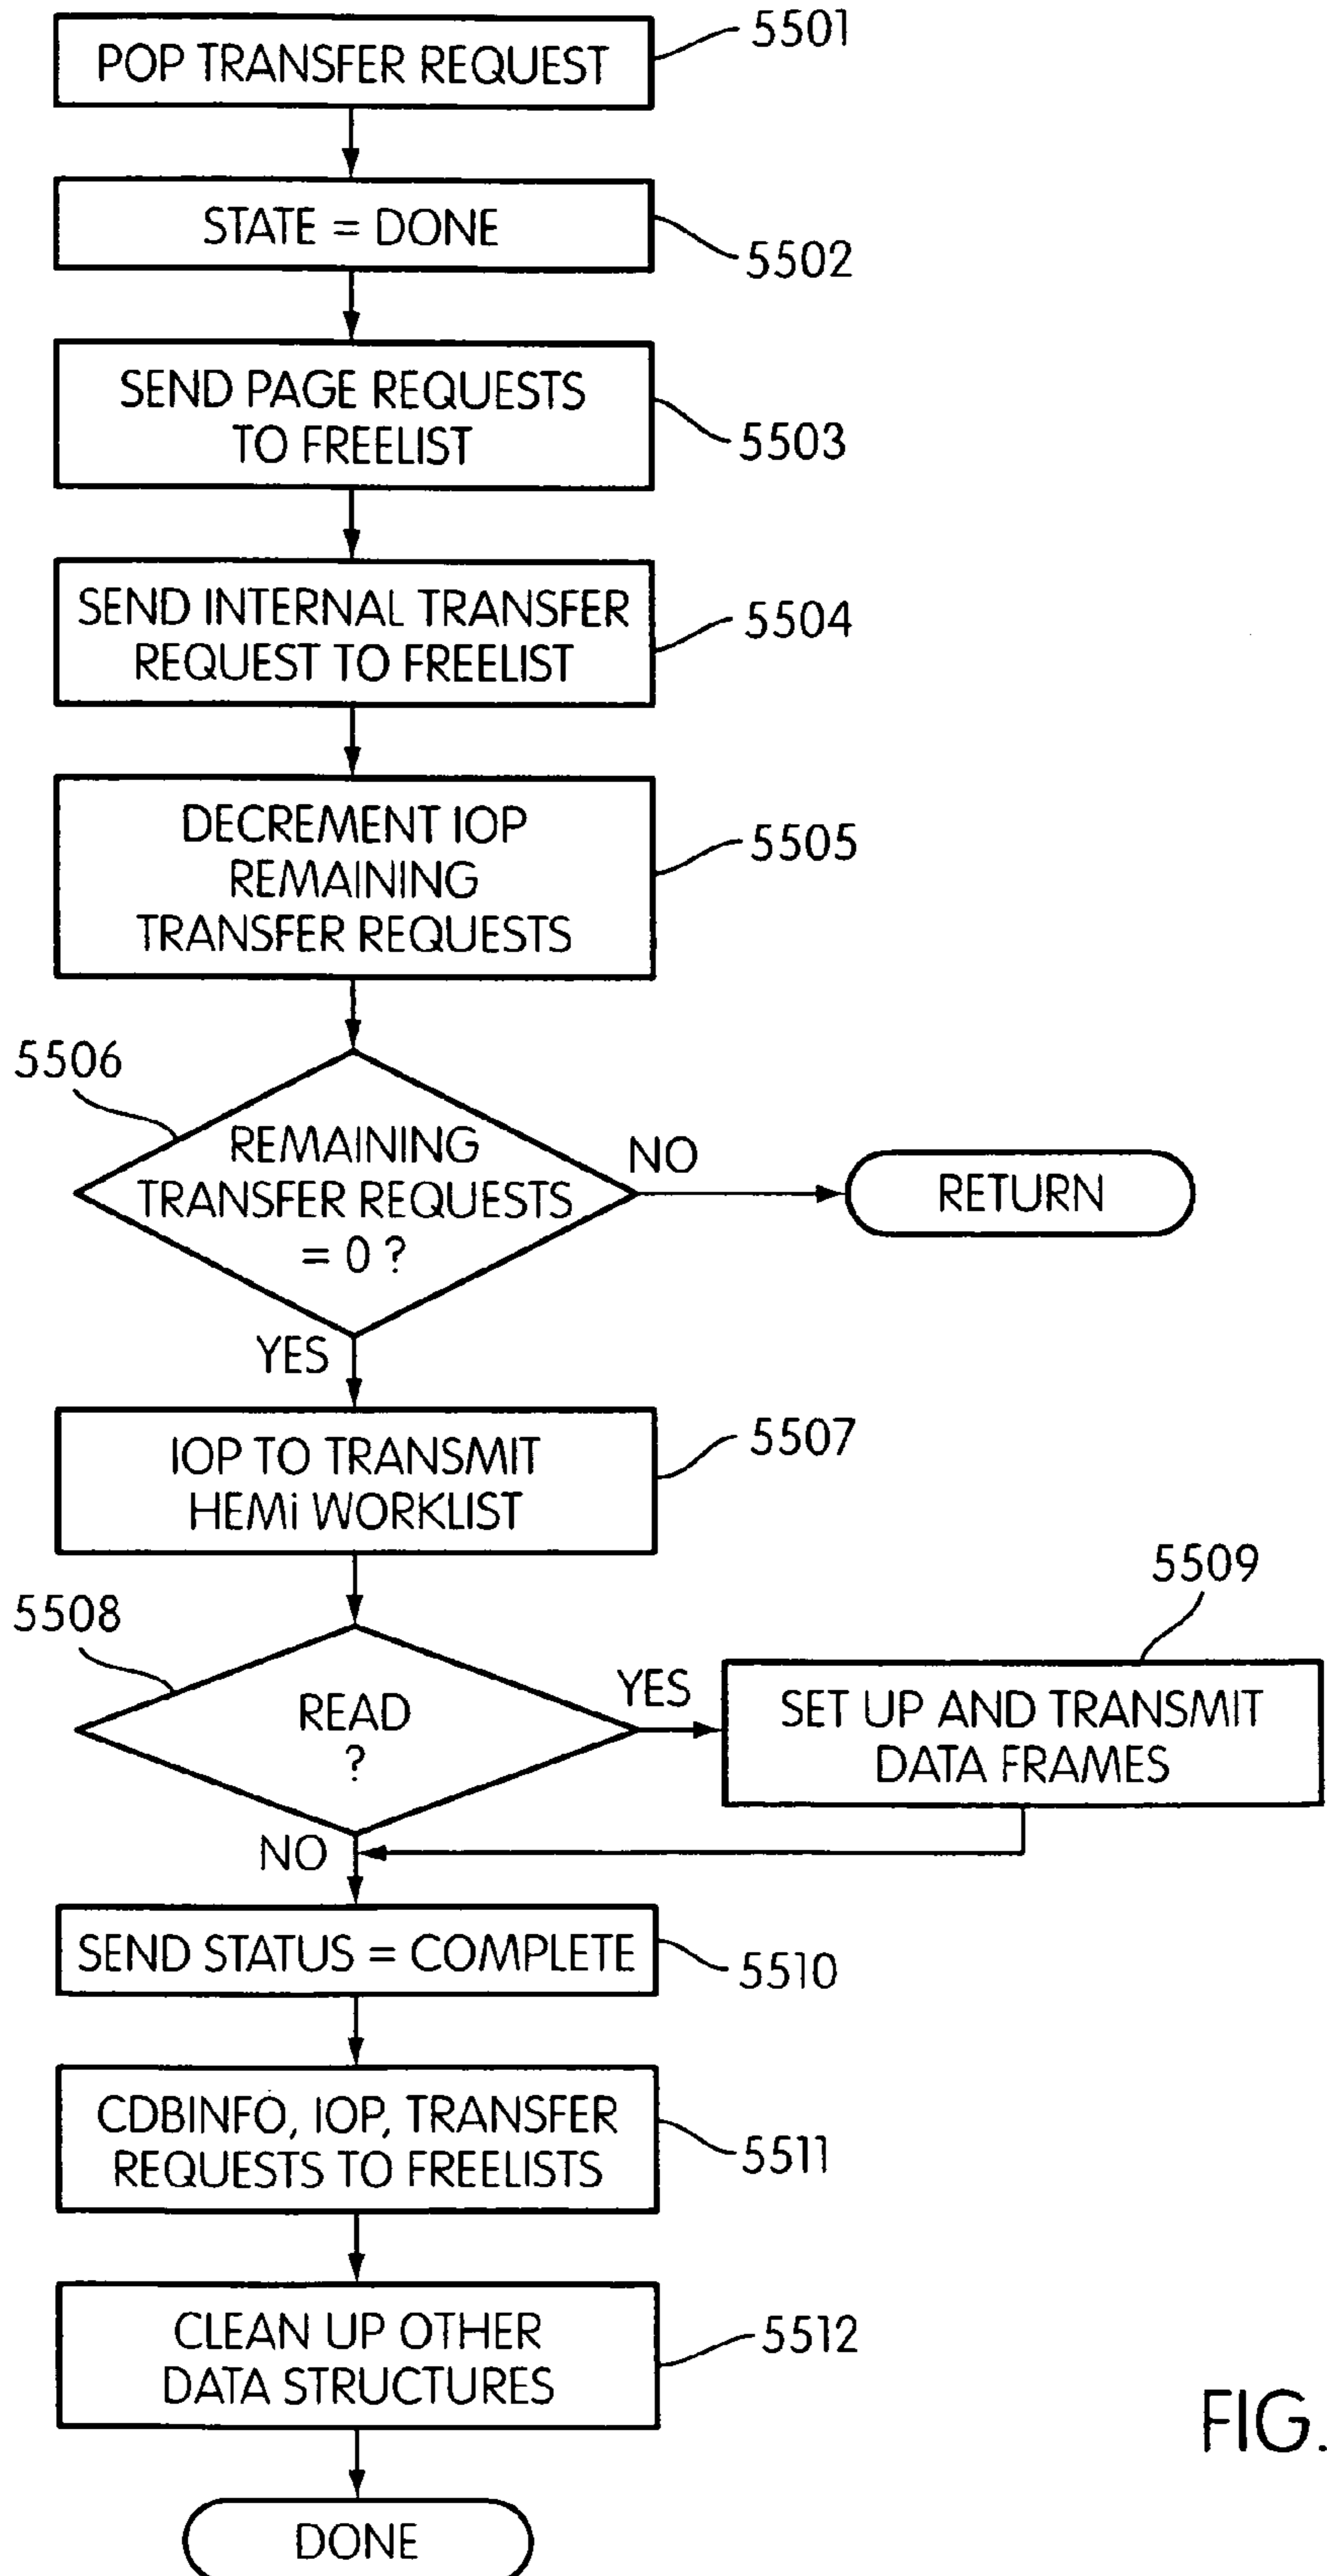 POP TRANSFER REQUEST
5501
STATE = DONE
5502
SEND PAGE REQUESTS
TO FREELIST
5503
SEND INTERNAL TRANSFER
REQUEST TO FREELIST
5504
DECREMENT IOP
REMAINING
TRANSFER REQUESTS
5505
5506
REMAINING
TRANSFER REQUESTS
= 0 ?
NO
RETURN
YES
IOP TO TRANSMIT
HEMi WORKLIST
5507
5508
READ
?
YES
5509
SET UP AND TRANSMIT
DATA FRAMES
NO
SEND STATUS = COMPLETE
5510
CDBINFO, IOP, TRANSFER
REQUESTS TO FREELISTS
5511
CLEAN UP OTHER
DATA STRUCTURES
5512
FIG.
DONE